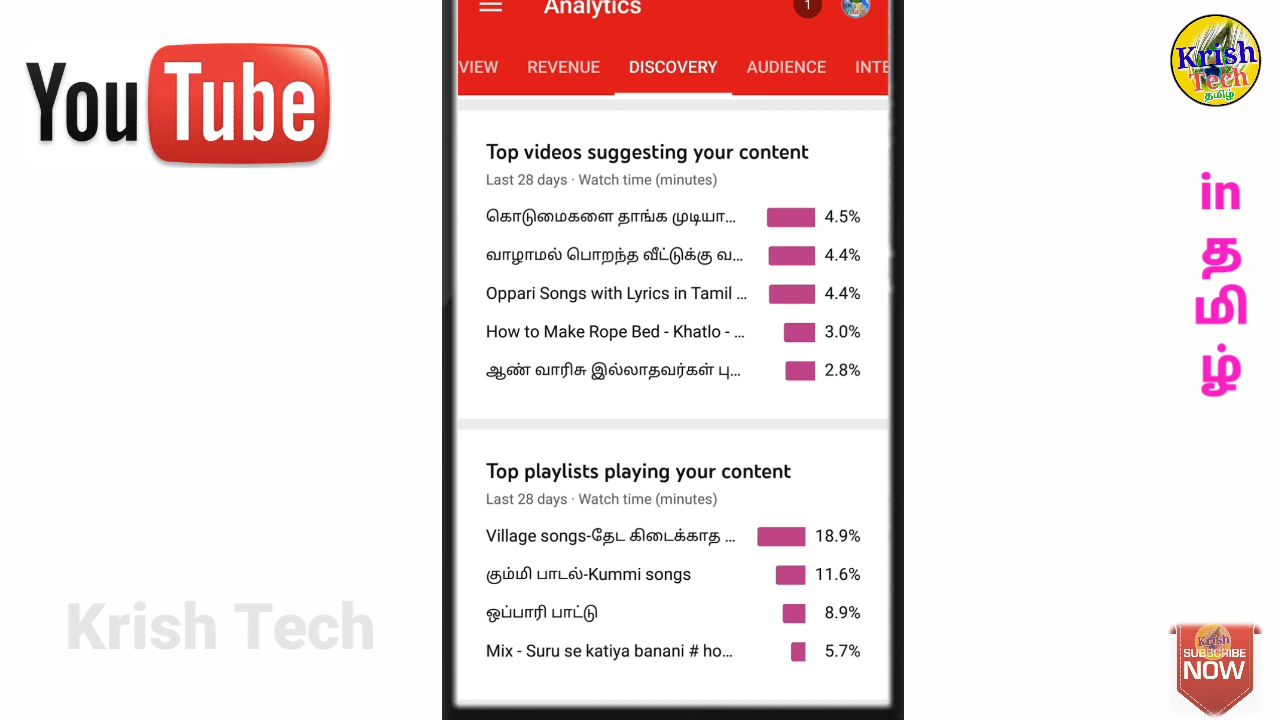 YouTube
Analytics
1
VIEW REVENUE DISCOVERY AUDIENCE INTE
Top videos suggesting your content
Last 28 days · Watch time (minutes)
கொடுமைகளை தாங்க முடியா... 4.5%
வாழாமல் பொறந்த வீட்டுக்கு வ... 4.4%
Oppari Songs with Lyrics in Tamil ... 4.4%
How to Make Rope Bed - Khatlo - ... 3.0%
ஆண் வாரிசு இல்லாதவர்கள் பு... 2.8%
Top playlists playing your content
Last 28 days · Watch time (minutes)
Village songs-தேட கிடைக்காத ... 18.9%
கும்மி பாடல்-Kummi songs 11.6%
ஒப்பாரி பாட்டு 8.9%
Mix - Suru se katiya banani # ho... 5.7%
Krish
Tech
தமிழ்
in
த
மி
ழ்
Krish Tech
Krish
Tech
SUBSCRIBE
NOW